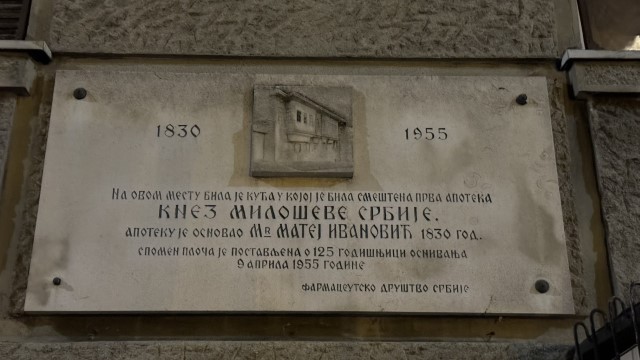 1830 1955
На овом месту била је кућа у којој је била смештена прва апотека
КНЕЗ МИЛОШЕВЕ СРБИЈЕ.
апотеку је основао Мр МАТЕЈ ИВАНОВИЋ 1830 год.
спомен плоча је постављена о 125 годишњици оснивања
9 априла 1955 године
фармацеутско друштво србије